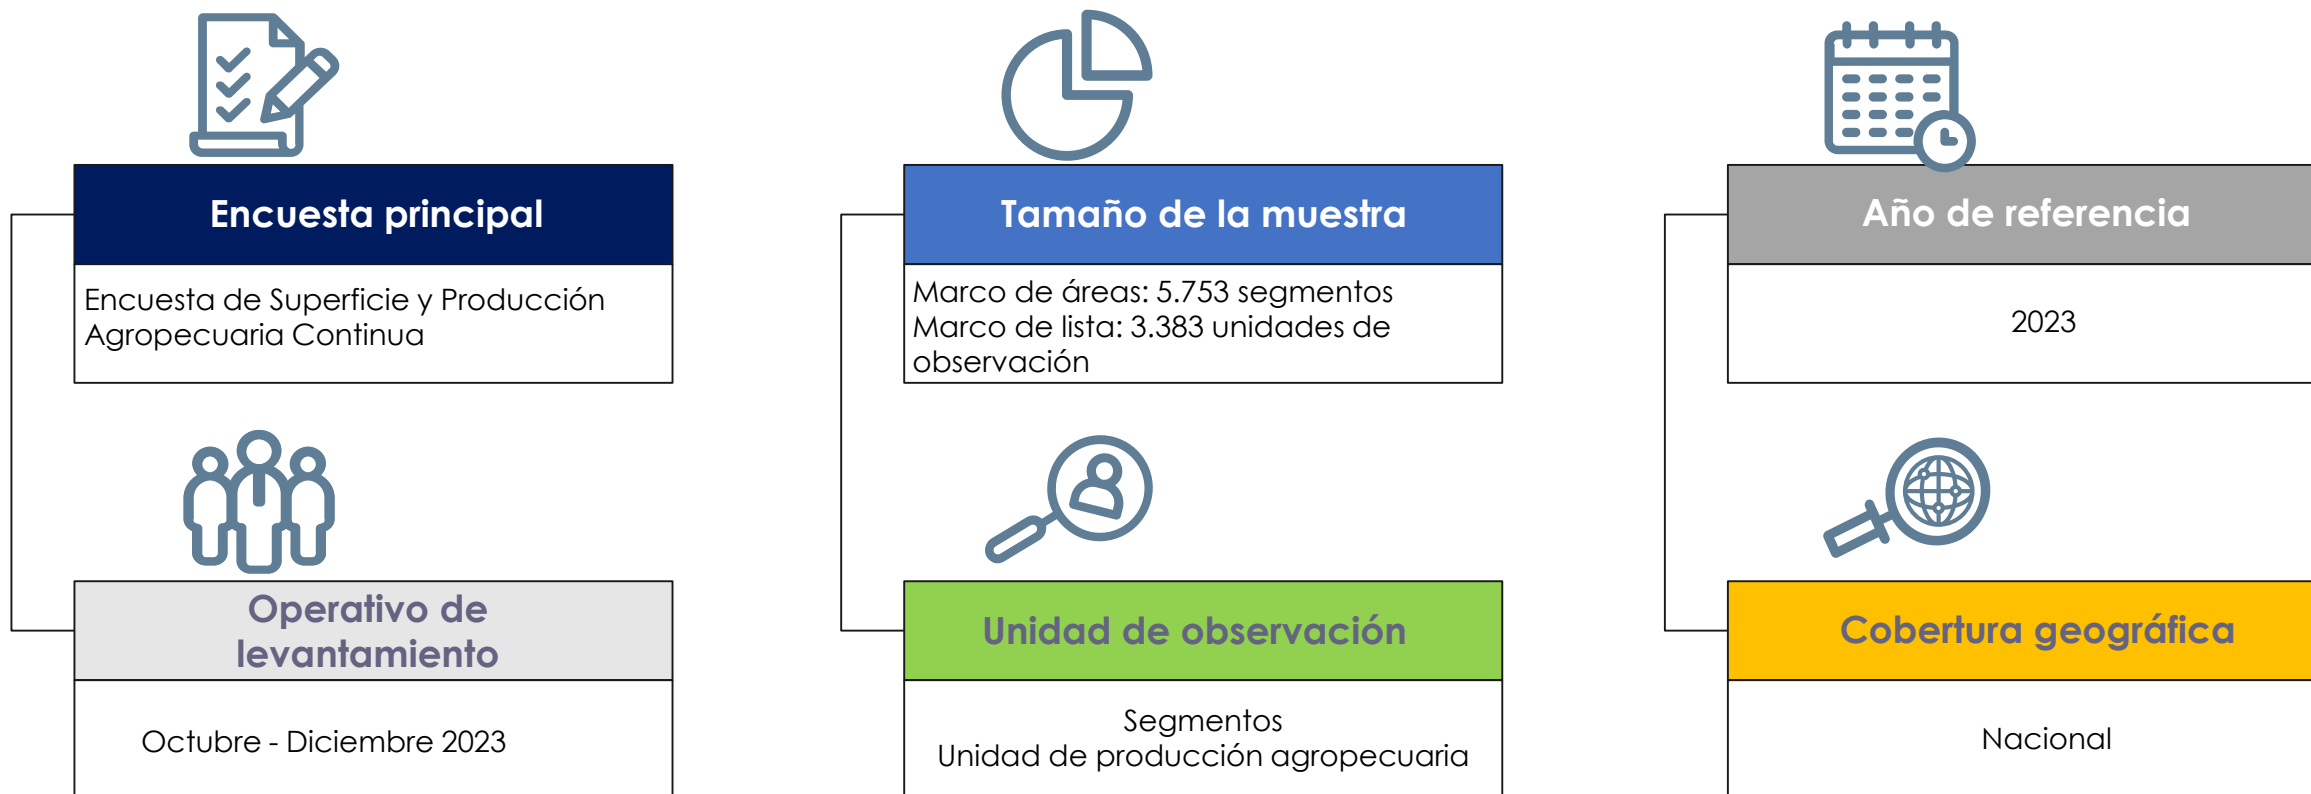 Encuesta principal
Encuesta de Superficie y Producción
Agropecuaria Continua
Operativo de
levantamiento
Octubre - Diciembre 2023
Tamaño de la muestra
Marco de áreas: 5.753 segmentos
Marco de lista: 3.383 unidades de
observación
Unidad de observación
Segmentos
Unidad de producción agropecuaria
Año de referencia
2023
Cobertura geográfica
Nacional